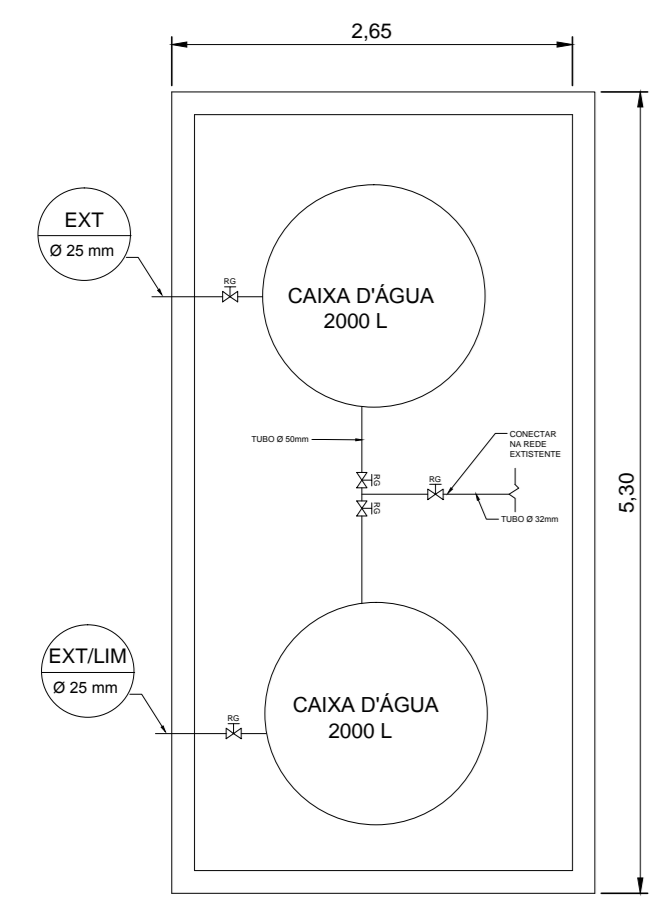 2,65
EXT
Ø 25 mm
RG
CAIXA D'ÁGUA
2000 L
TUBO Ø 50mm
CONECTAR
NA REDE
EXTISTENTE
RG
RG
RG
TUBO Ø 32mm
5,30
EXT/LIM
Ø 25 mm
RG
CAIXA D'ÁGUA
2000 L